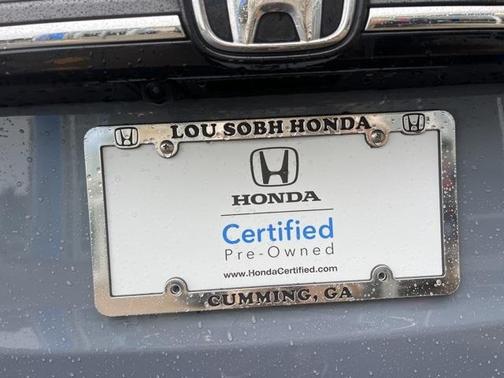 LOU SOBH HONDA
HONDA
Certified
Pre-Owned
www.HondaCertified.com
CUMMING, GA